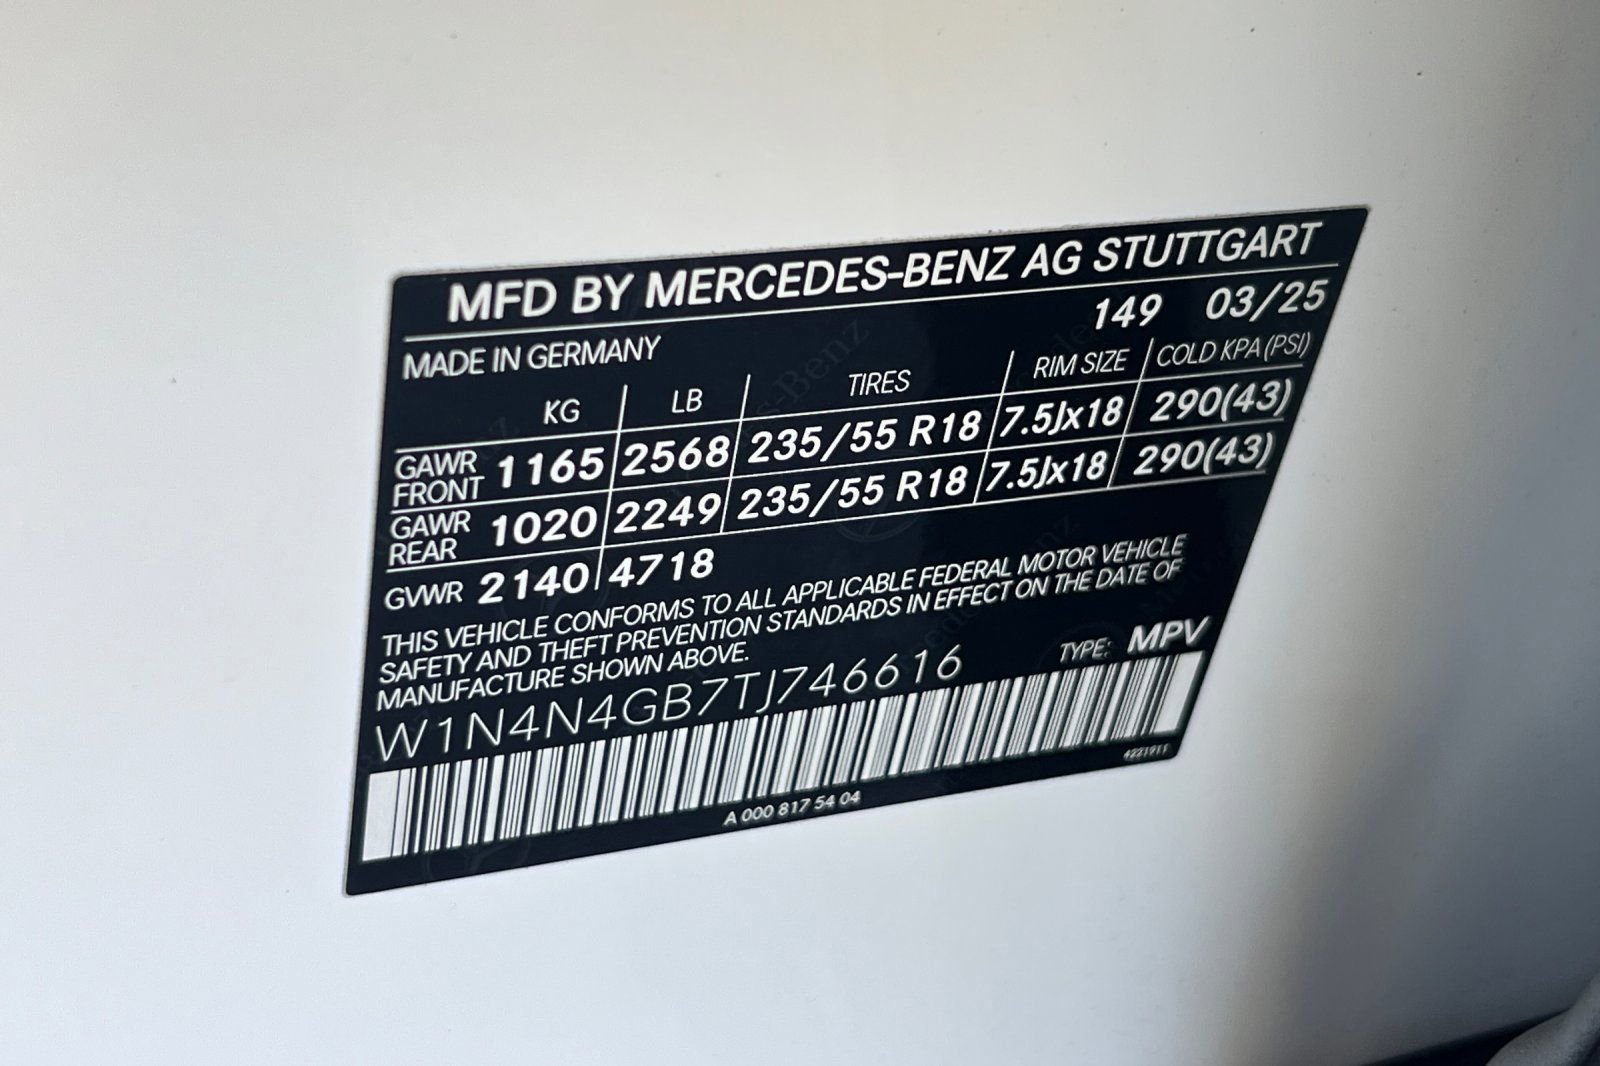 MFD BY MERCEDES-BENZ AG STUTTGART
MADE IN GERMANY 149 03/25
KG LB TIRES RIM SIZE COLD KPA (PSI)
GAWR FRONT 1165 2568 235/55 R18 7.5Jx18 290(43)
GAWR REAR 1020 2249 235/55 R18 7.5Jx18 290(43)
GVWR 2140 4718
THIS VEHICLE CONFORMS TO ALL APPLICABLE FEDERAL MOTOR VEHICLE
SAFETY AND THEFT PREVENTION STANDARDS IN EFFECT ON THE DATE OF
MANUFACTURE SHOWN ABOVE.
W1N4N4GB7TJ746616 TYPE: MPV
A 000 817 54 04